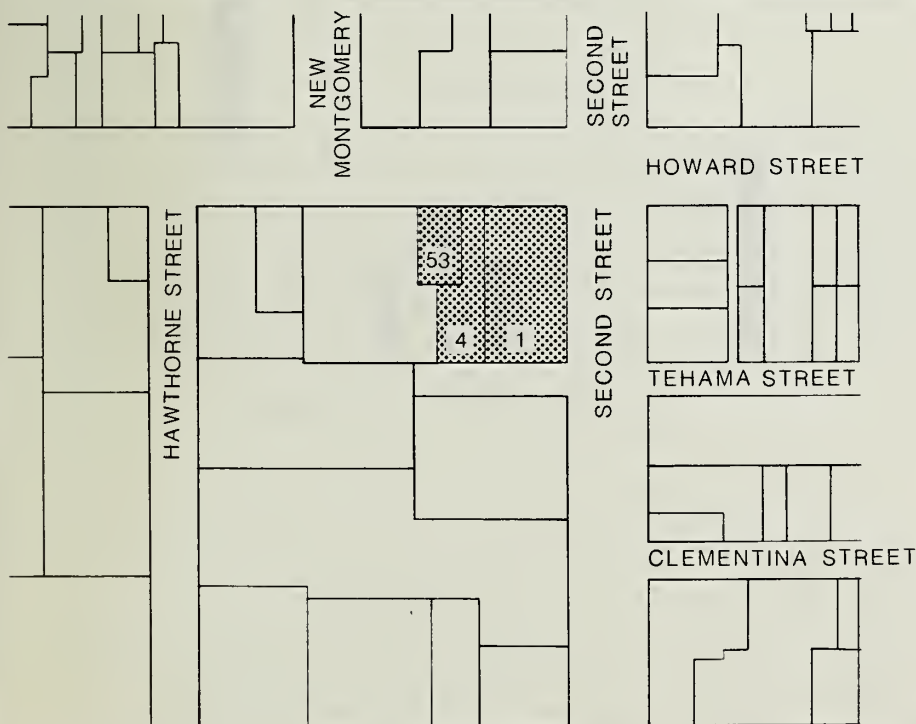 NEW
MONTGOMERY
SECOND
STREET
HOWARD STREET
HAWTHORNE STREET
53
4
1
SECOND STREET
TEHAMA STREET
CLEMENTINA STREET